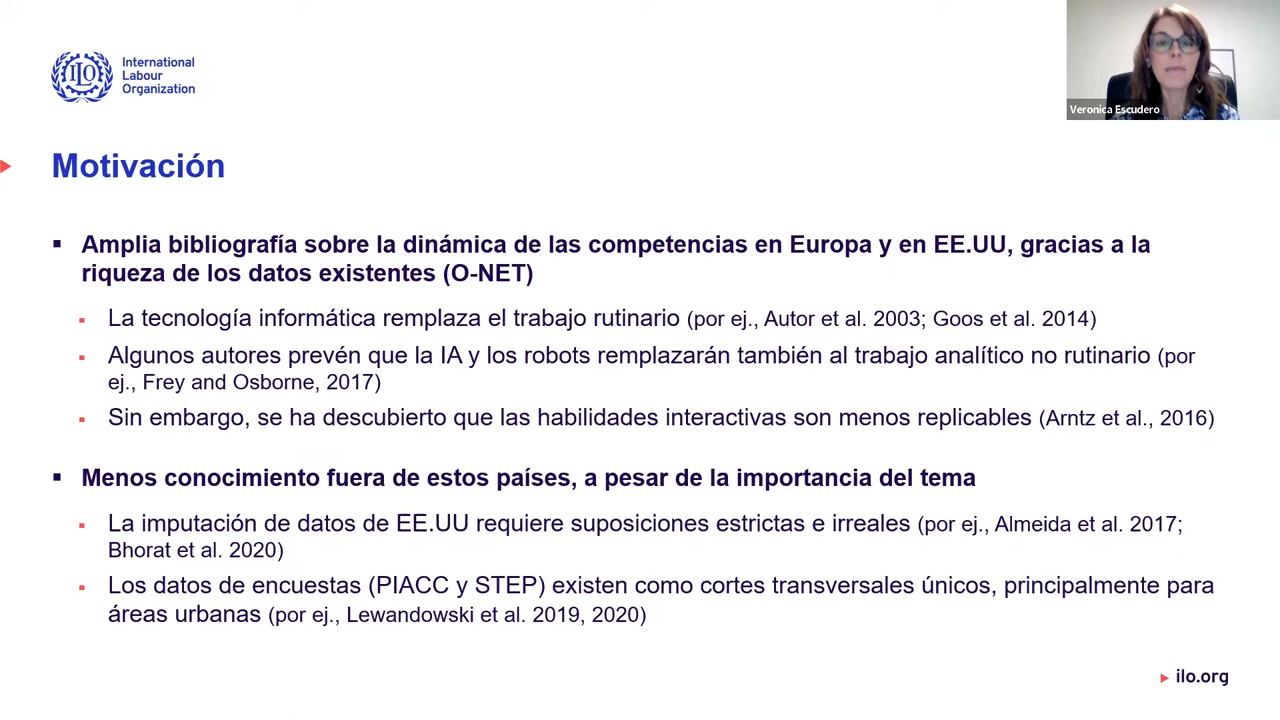 International
Labour
Organization
ILO
Veronica Escudero
Motivación
▪ Amplia bibliografía sobre la dinámica de las competencias en Europa y en EE.UU, gracias a la
riqueza de los datos existentes (O-NET)
▪ La tecnología informática remplaza el trabajo rutinario (por ej., Autor et al. 2003; Goos et al. 2014)
▪ Algunos autores prevén que la IA y los robots remplazarán también al trabajo analítico no rutinario (por
ej., Frey and Osborne, 2017)
▪ Sin embargo, se ha descubierto que las habilidades interactivas son menos replicables (Arntz et al., 2016)
▪ Menos conocimiento fuera de estos países, a pesar de la importancia del tema
▪ La imputación de datos de EE.UU requiere suposiciones estrictas e irreales (por ej., Almeida et al. 2017;
Bhorat et al. 2020)
▪ Los datos de encuestas (PIACC y STEP) existen como cortes transversales únicos, principalmente para
áreas urbanas (por ej., Lewandowski et al. 2019, 2020)
ilo.org